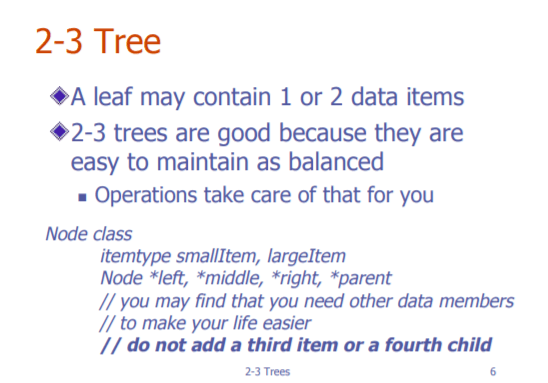 2-3 Tree
A leaf may contain 1 or 2 data items
2-3 trees are good because they are
easy to maintain as balanced
Operations take care of that for you
Node class
itemtype smallItem, largeItem
Node *left, *middle, *right, *parent
// you may find that you need other data members
// to make your life easier
// do not add a third item or a fourth child
2-3 Trees
6